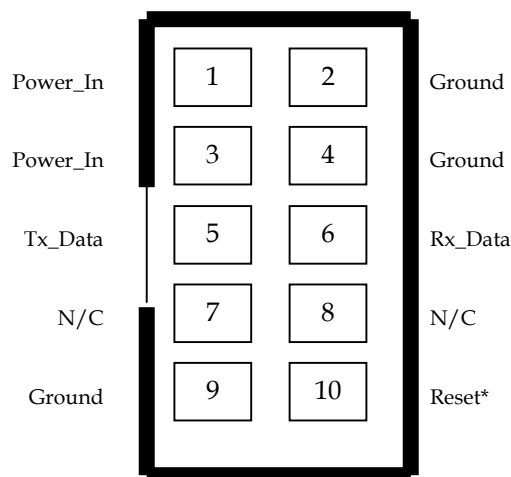 Power_In 1 2 Ground
Power_In 3 4 Ground
Tx_Data 5 6 Rx_Data
N/C 7 8 N/C
Ground 9 10 Reset*